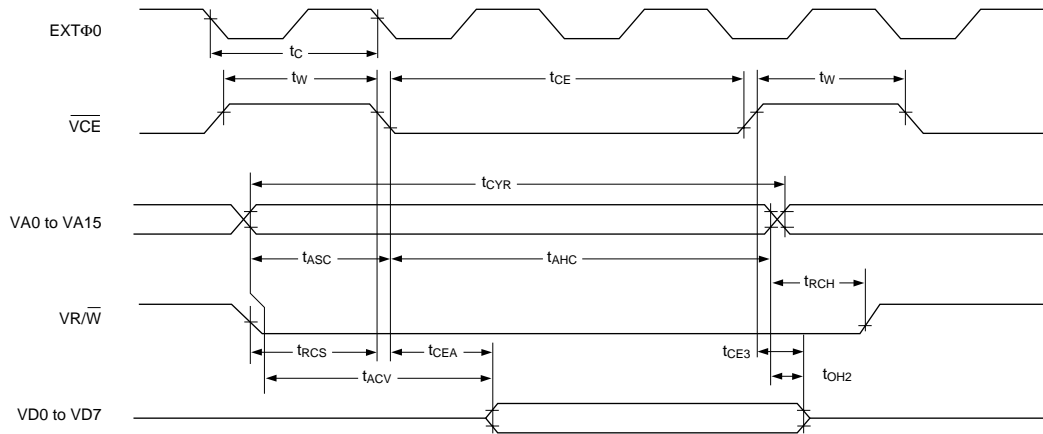 EXTΦ0
tC
tW tCE tW
V̅C̅E̅
tCYR
VA0 to VA15
tASC tAHC
tRCH
VR/W̅
tRCS tCEA tCE3
tACV tOH2
VD0 to VD7